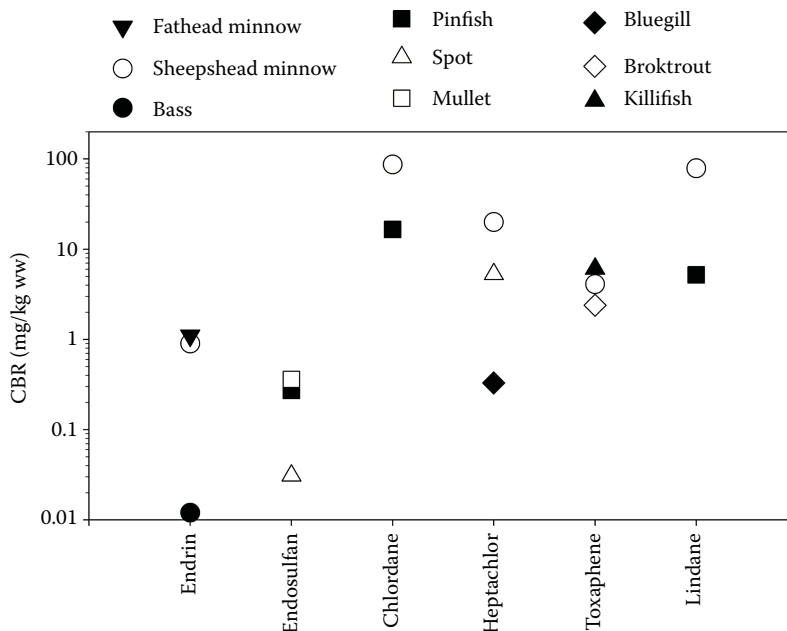 Fathead minnow
Sheepshead minnow
Bass
Pinfish
Spot
Mullet
Bluegill
Broktrout
Killifish
CBR (mg/kg ww)
100
10
1
0.1
0.01
Endrin
Endosulfan
Chlordane
Heptachlor
Toxaphene
Lindane